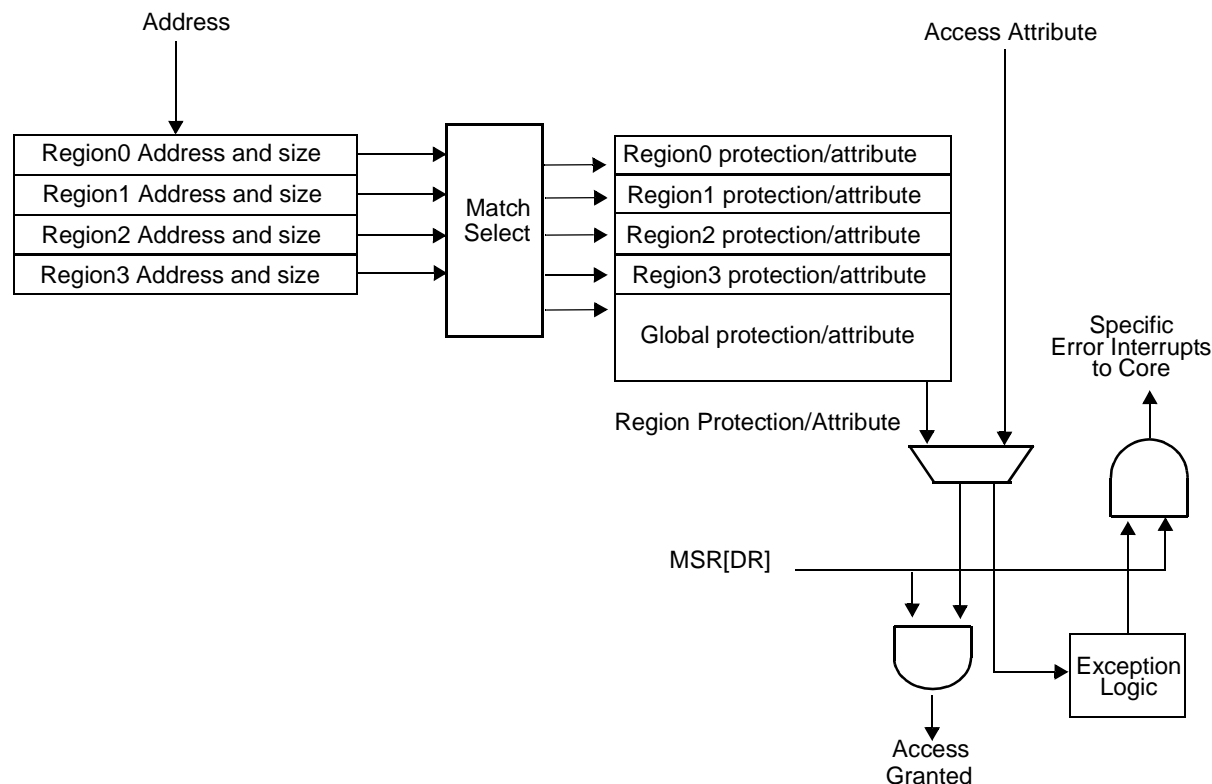 Address
Access Attribute
Region0 Address and size
Region1 Address and size
Region2 Address and size
Region3 Address and size
Match
Select
Region0 protection/attribute
Region1 protection/attribute
Region2 protection/attribute
Region3 protection/attribute
Global protection/attribute
Specific
Error Interrupts
to Core
Region Protection/Attribute
MSR[DR]
Exception
Logic
Access
Granted